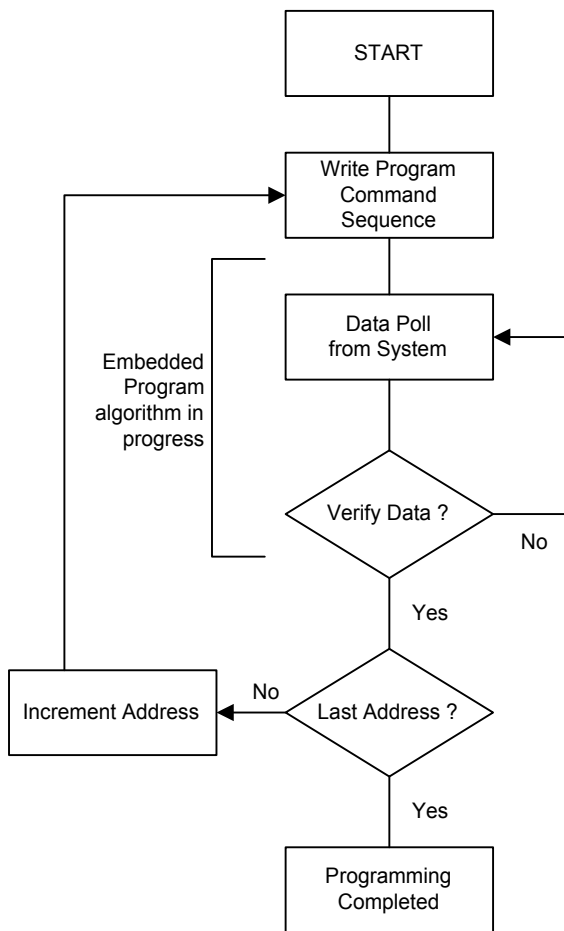 START
Write Program
Command
Sequence
Data Poll
from System
Embedded
Program
algorithm in
progress
Verify Data ?
No
Yes
No
Increment Address
Last Address ?
Yes
Programming
Completed